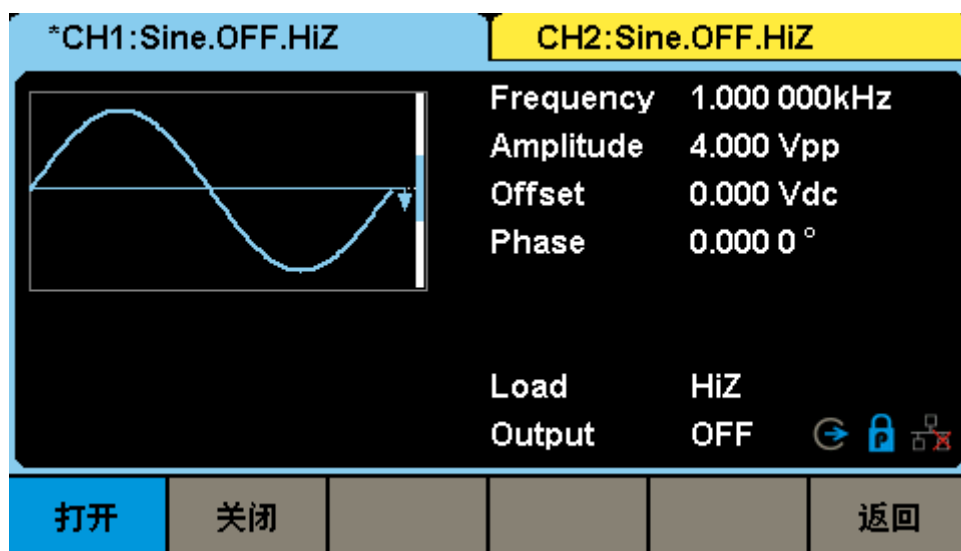 *CH1:Sine.OFF.HiZ CH2:Sine.OFF.HiZ
Frequency 1.000 000kHz
Amplitude 4.000 Vpp
Offset 0.000 Vdc
Phase 0.000 0 °
Load HiZ
Output OFF
打开 关闭 返回